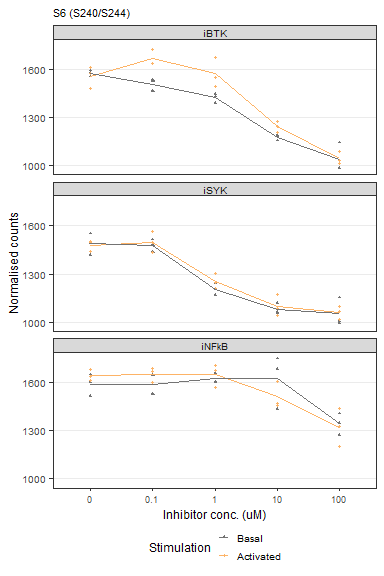 S6 (S240/S244)
iBTK
1600
1300
1000
iSYK
1600
1300
1000
iNFkB
1600
1300
1000
Normalised counts
0 0.1 1 10 100
Inhibitor conc. (uM)
Stimulation
Basal
Activated